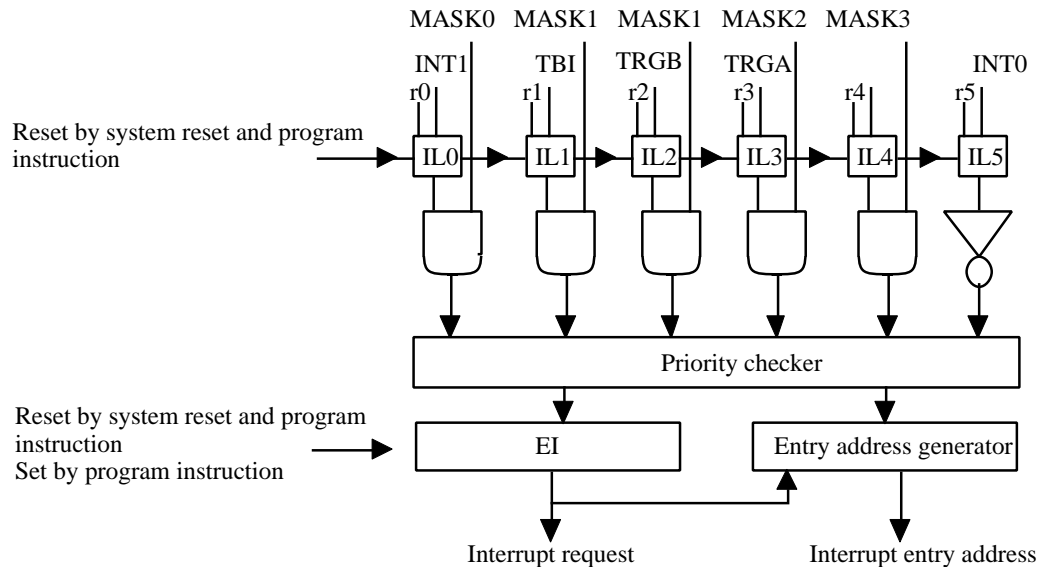 MASK0 MASK1 MASK1 MASK2 MASK3
INT1 TBI TRGB TRGA INT0
r0 r1 r2 r3 r4 r5
Reset by system reset and program
instruction
IL0 IL1 IL2 IL3 IL4 IL5
Priority checker
Reset by system reset and program
instruction
Set by program instruction
EI
Entry address generator
Interrupt request
Interrupt entry address